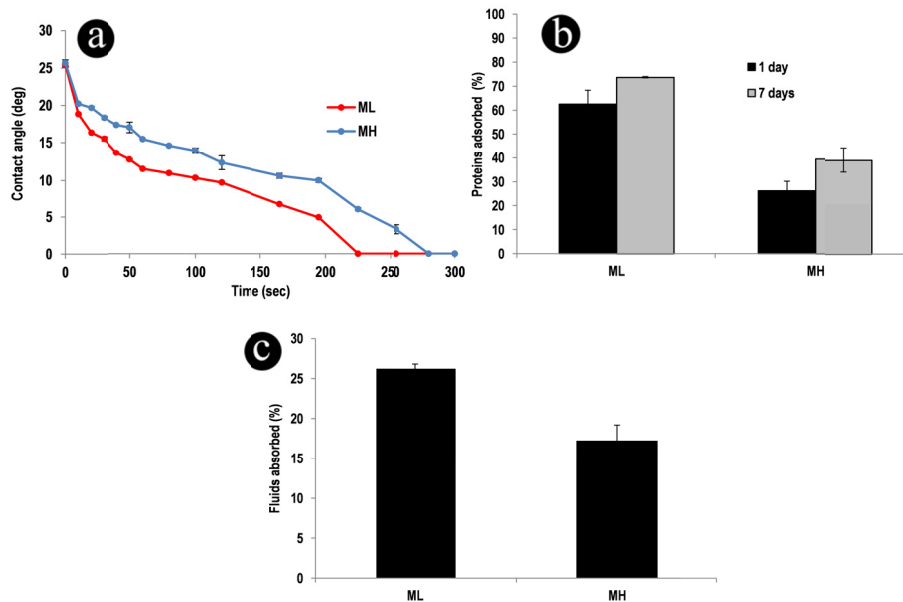 a
30
25
20
15
10
5
0
Contact angle (deg)
ML
MH
0 50 100 150 200 250 300
Time (sec)
b
100
90
80
70
60
50
40
30
20
10
0
Proteins adsorbed (%)
1 day
7 days
ML MH
c
30
25
20
15
10
5
0
Fluids absorbed (%)
ML MH